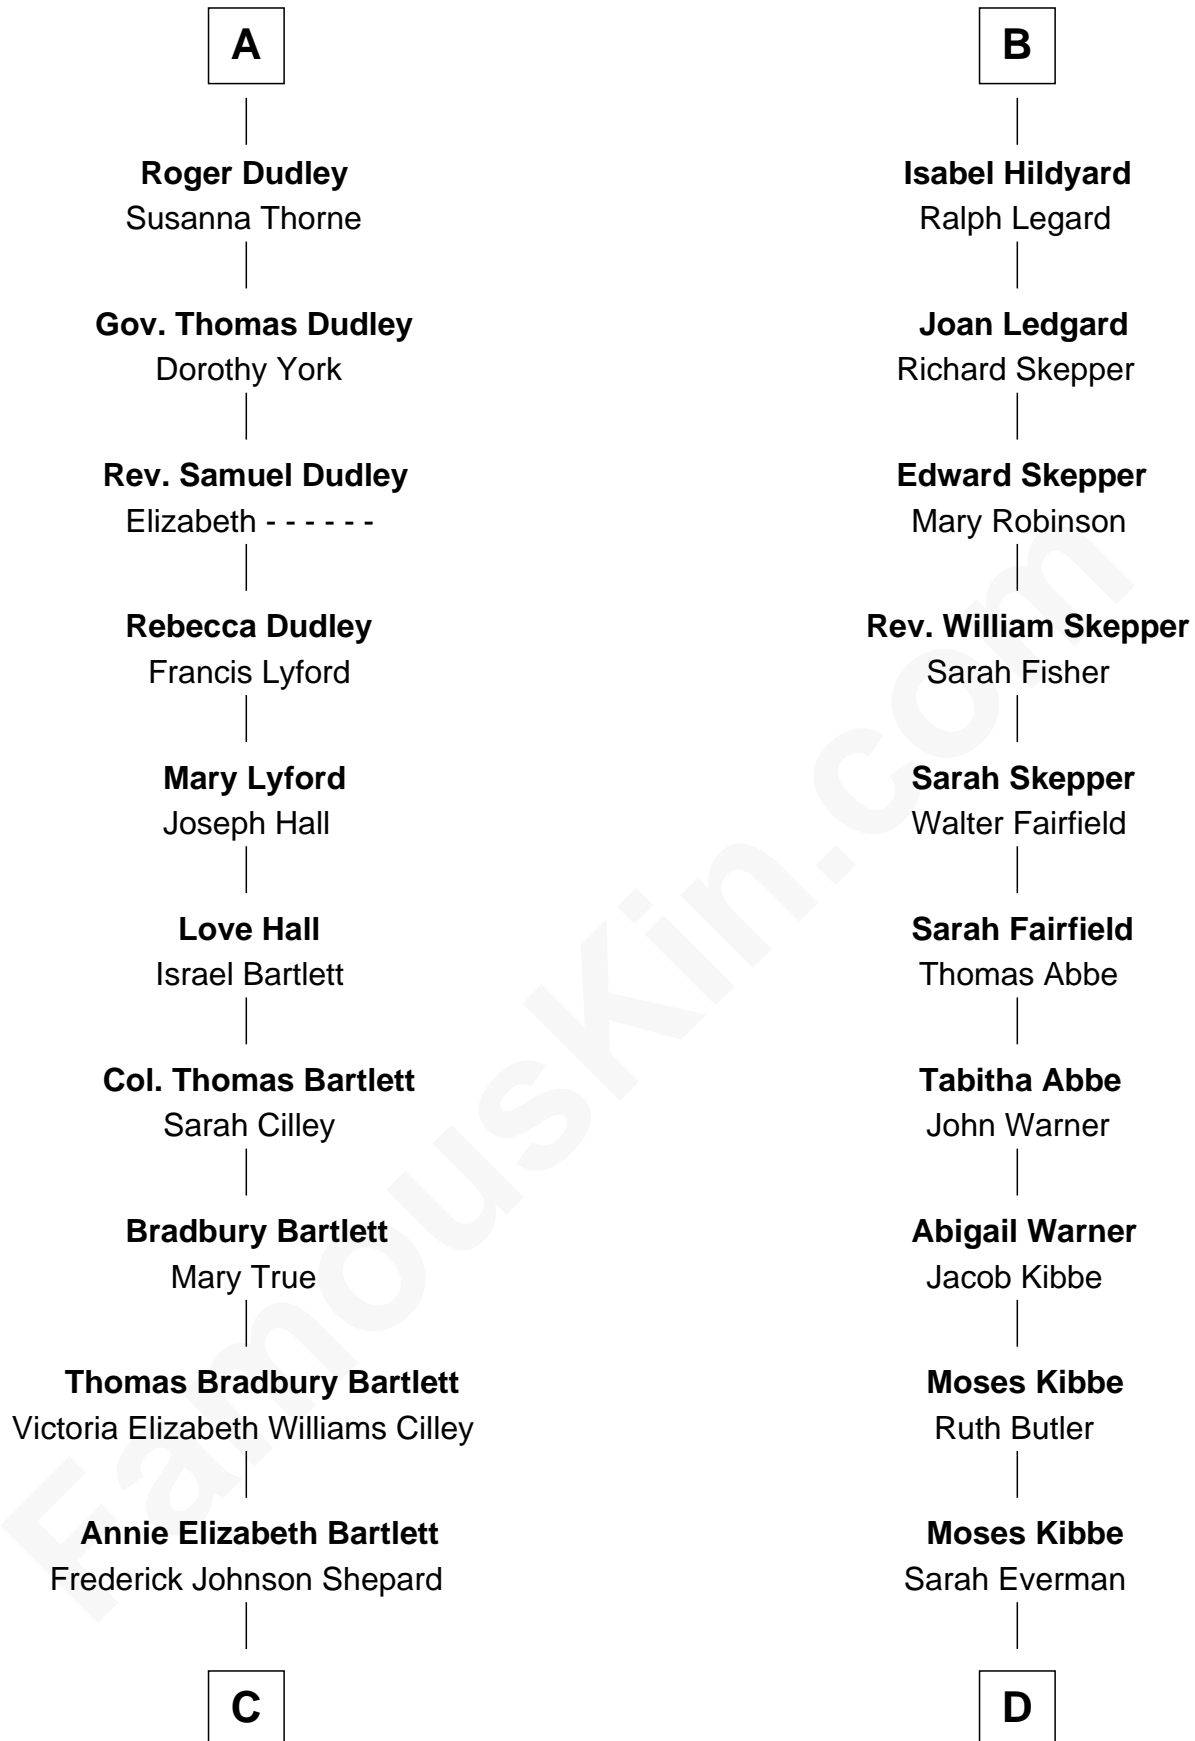 A
Roger Dudley
Susanna Thorne
Gov. Thomas Dudley
Dorothy York
Rev. Samuel Dudley
Elizabeth - - - - - -
Rebecca Dudley
Francis Lyford
Mary Lyford
Joseph Hall
Love Hall
Israel Bartlett
Col. Thomas Bartlett
Sarah Cilley
Bradbury Bartlett
Mary True
Thomas Bradbury Bartlett
Victoria Elizabeth Williams Cilley
Annie Elizabeth Bartlett
Frederick Johnson Shepard
C
B
Isabel Hildyard
Ralph Legard
Joan Ledgard
Richard Skepper
Edward Skepper
Mary Robinson
Rev. William Skepper
Sarah Fisher
Sarah Skepper
Walter Fairfield
Sarah Fairfield
Thomas Abbe
Tabitha Abbe
John Warner
Abigail Warner
Jacob Kibbe
Moses Kibbe
Ruth Butler
Moses Kibbe
Sarah Everman
D
FamousKin.com